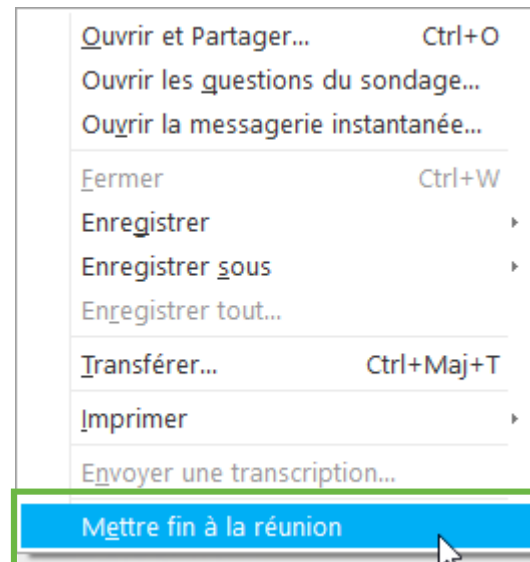 Ouvrir et Partager... Ctrl+O
Ouvrir les questions du sondage...
Ouvrir la messagerie instantanée...
Fermer Ctrl+W
Enregistrer
Enregistrer sous
Enregistrer tout...
Transférer... Ctrl+Maj+T
Imprimer
Envoyer une transcription...
Mettre fin à la réunion